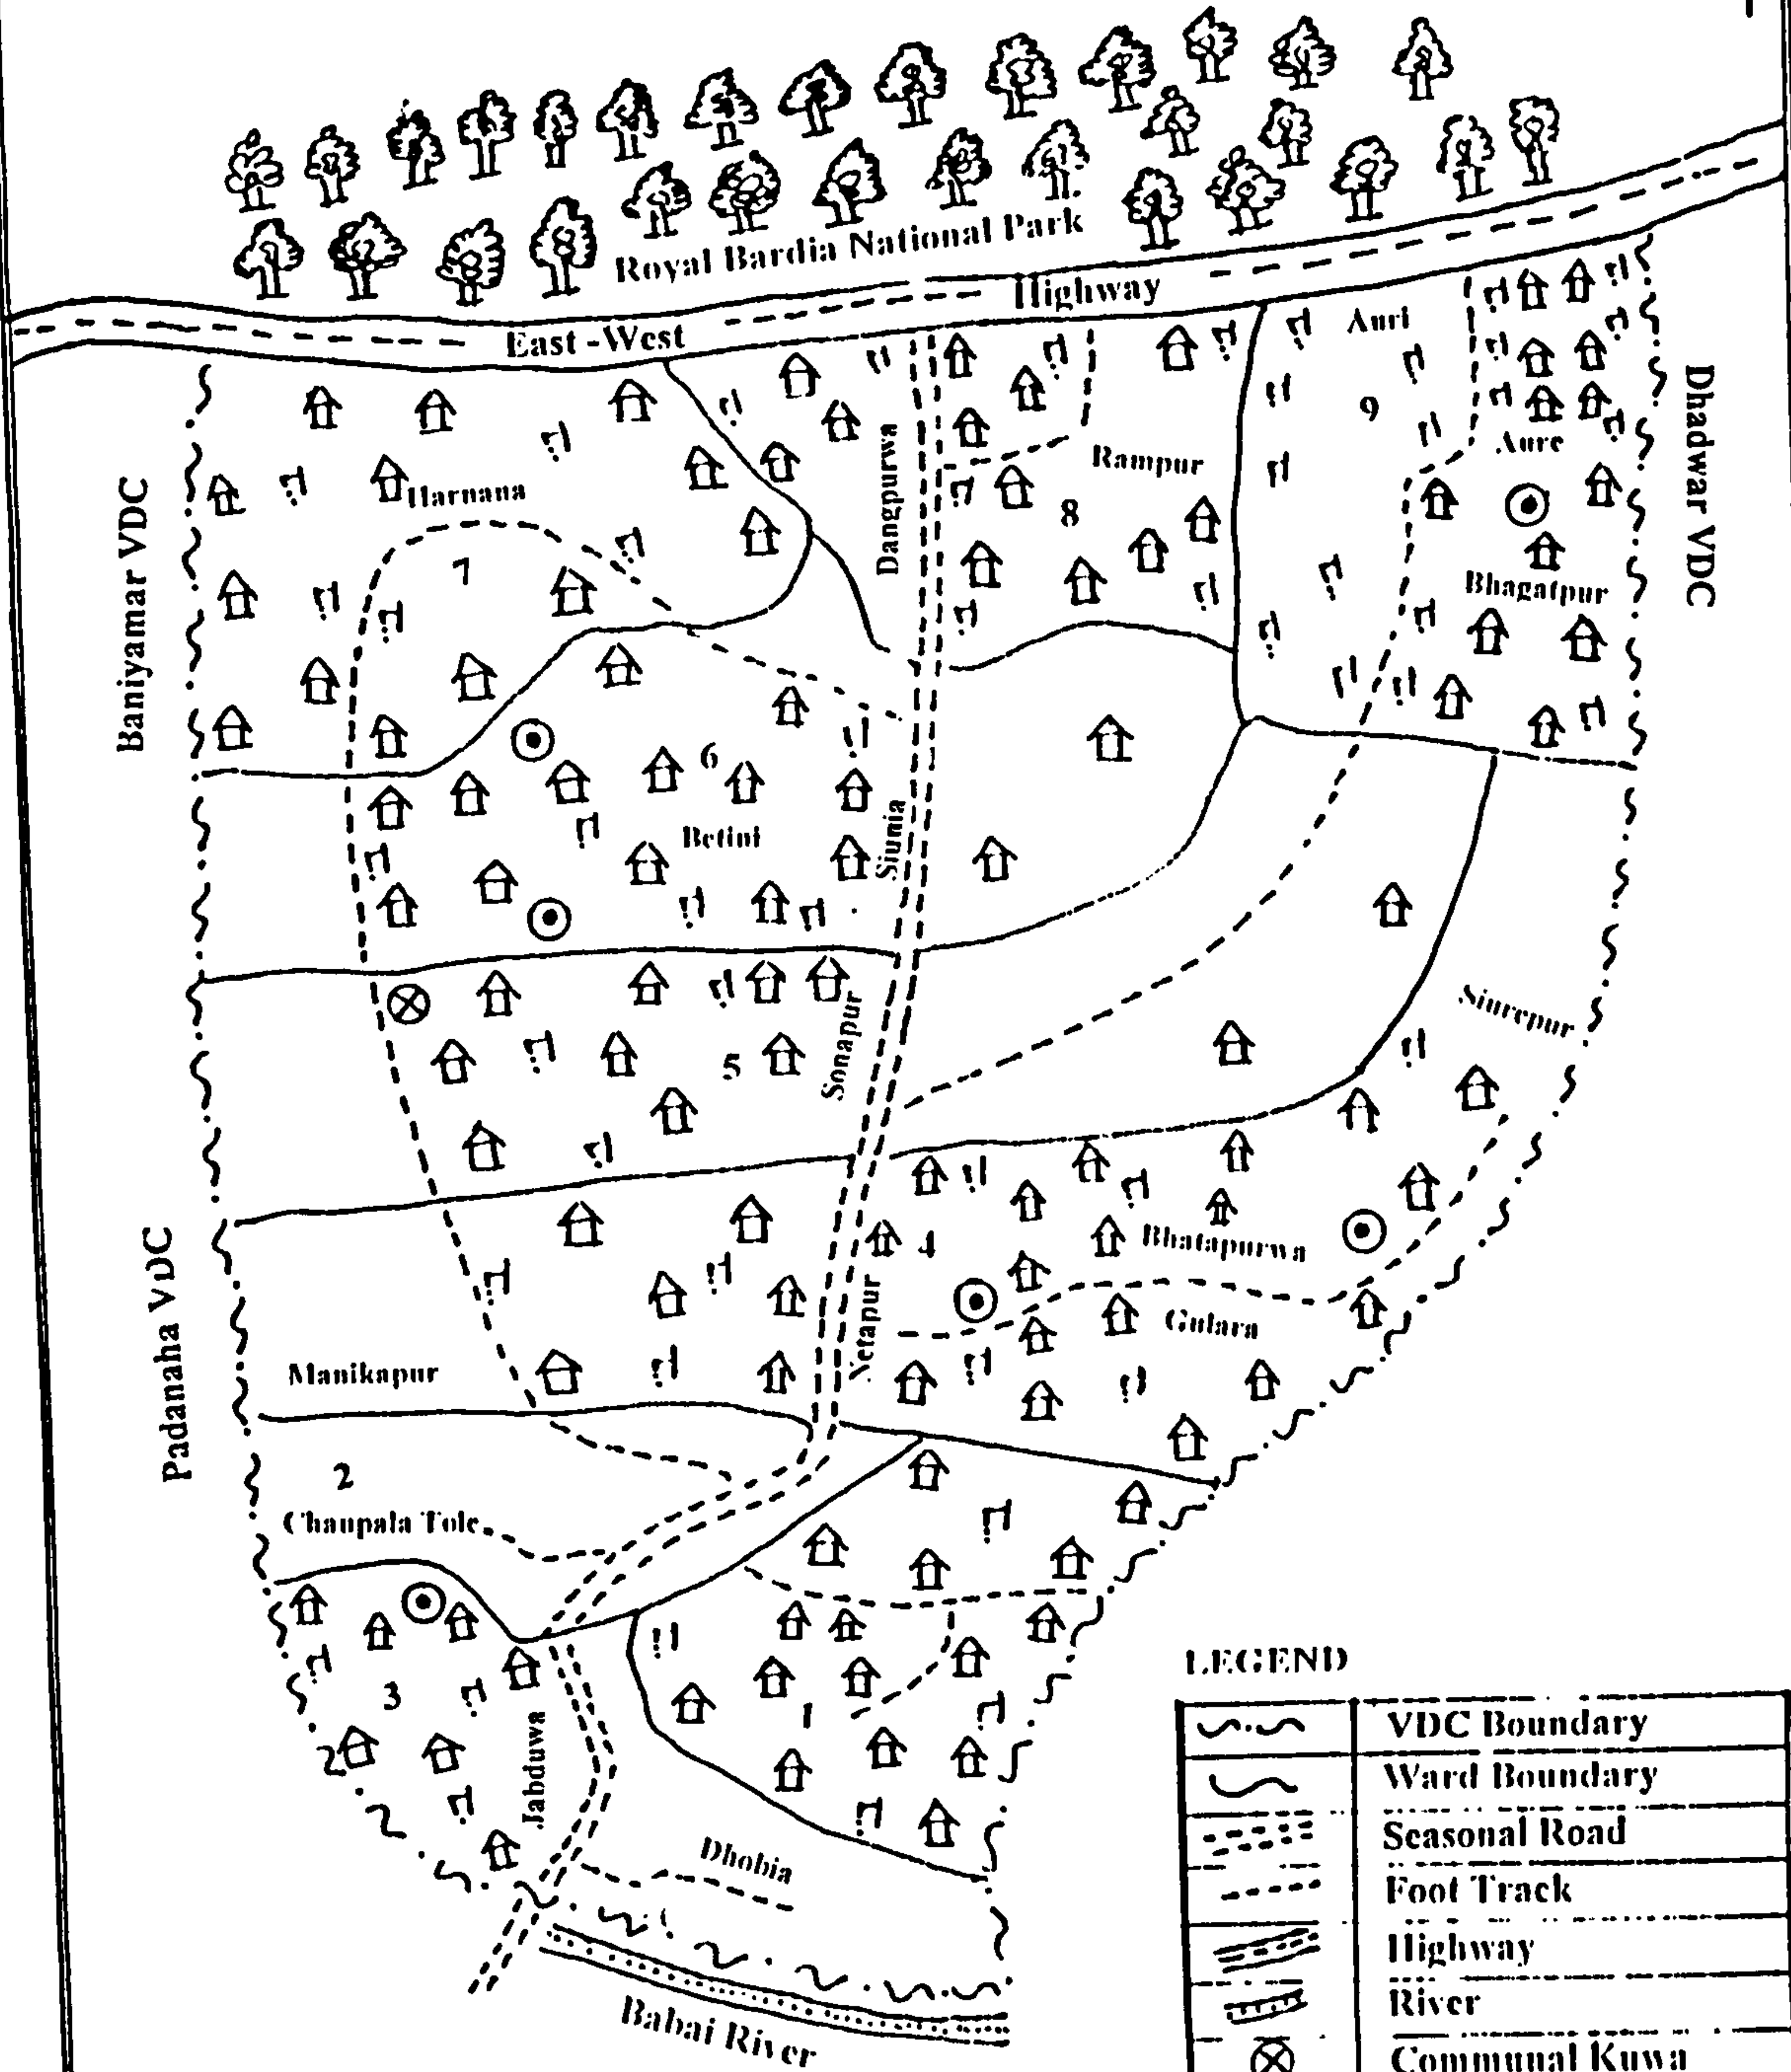 Royal Bardia National Park
East -West Highway
Auri
9
Aure
Bhagatpur
Dhadwar VDC
Rampur
8
Dangpurwa
Harnana
7
Baniyamar VDC
6
Betini
Siunia
Sonapur
5
Siurepur
4
Bhatapurwa
Gulara
Netapur
Padanaha VDC
Manikapur
2
Chaupala Tole
3
Jabduwa
1
Dhobia
Babai River
LEGEND
VDC Boundary
Ward Boundary
Seasonal Road
Foot Track
Highway
River
Communal Kuwa